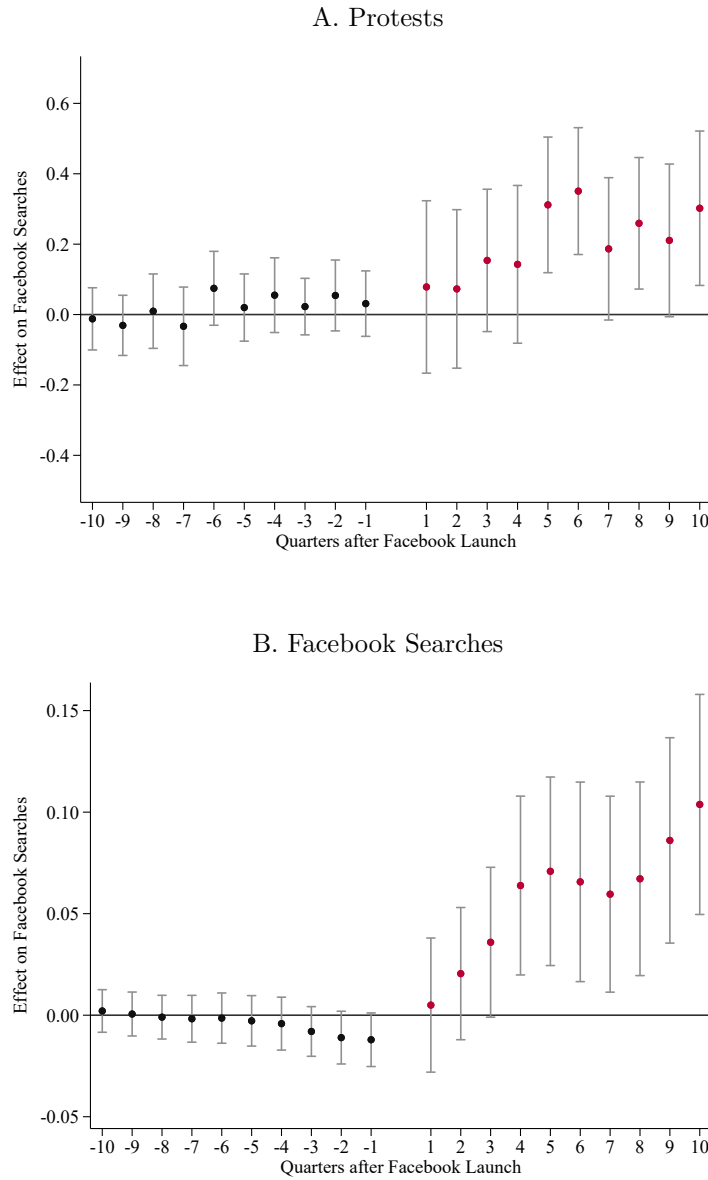 A. Protests
Effect on Facebook Searches
0.6
0.4
0.2
0.0
-0.2
-0.4
-10 -9 -8 -7 -6 -5 -4 -3 -2 -1 1 2 3 4 5 6 7 8 9 10
Quarters after Facebook Launch
B. Facebook Searches
Effect on Facebook Searches
0.15
0.10
0.05
0.00
-0.05
-10 -9 -8 -7 -6 -5 -4 -3 -2 -1 1 2 3 4 5 6 7 8 9 10
Quarters after Facebook Launch